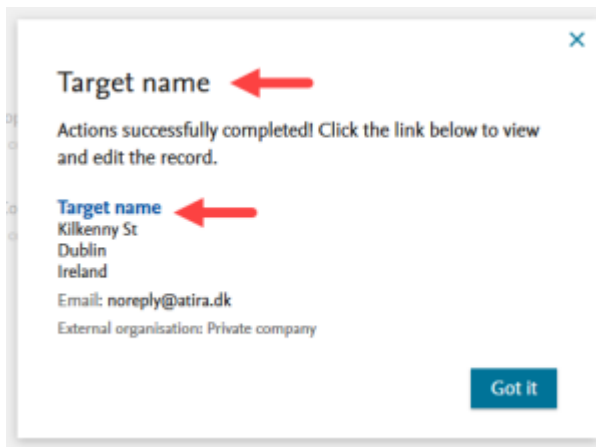 Target name
Actions successfully completed! Click the link below to view
and edit the record.
Target name
Kilkenny St
Dublin
Ireland
Email: noreply@atira.dk
External organisation: Private company
Got it